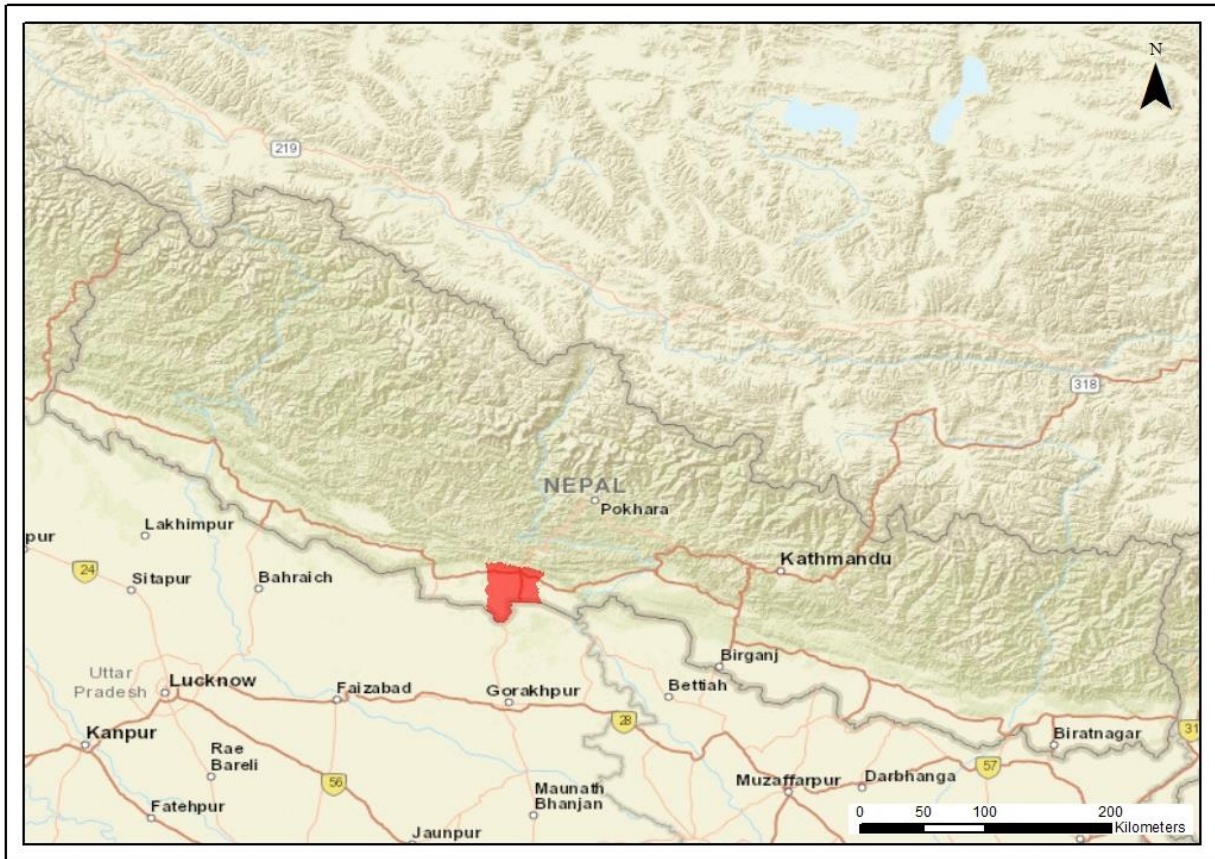 N
219
318
NEPAL
Pokhara
Kathmandu
Lakhimpur
pur
24
Sitapur
Bahraich
Uttar
Pradesh
Lucknow
Faizabad
Gorakhpur
Birganj
Bettiah
28
Kanpur
Rae
Bareli
56
Biratnagar
31
57
Muzaffarpur
Darbhanga
Maunath
Bhanjan
Fatehpur
Jaunpur
0 50 100 200
Kilometers